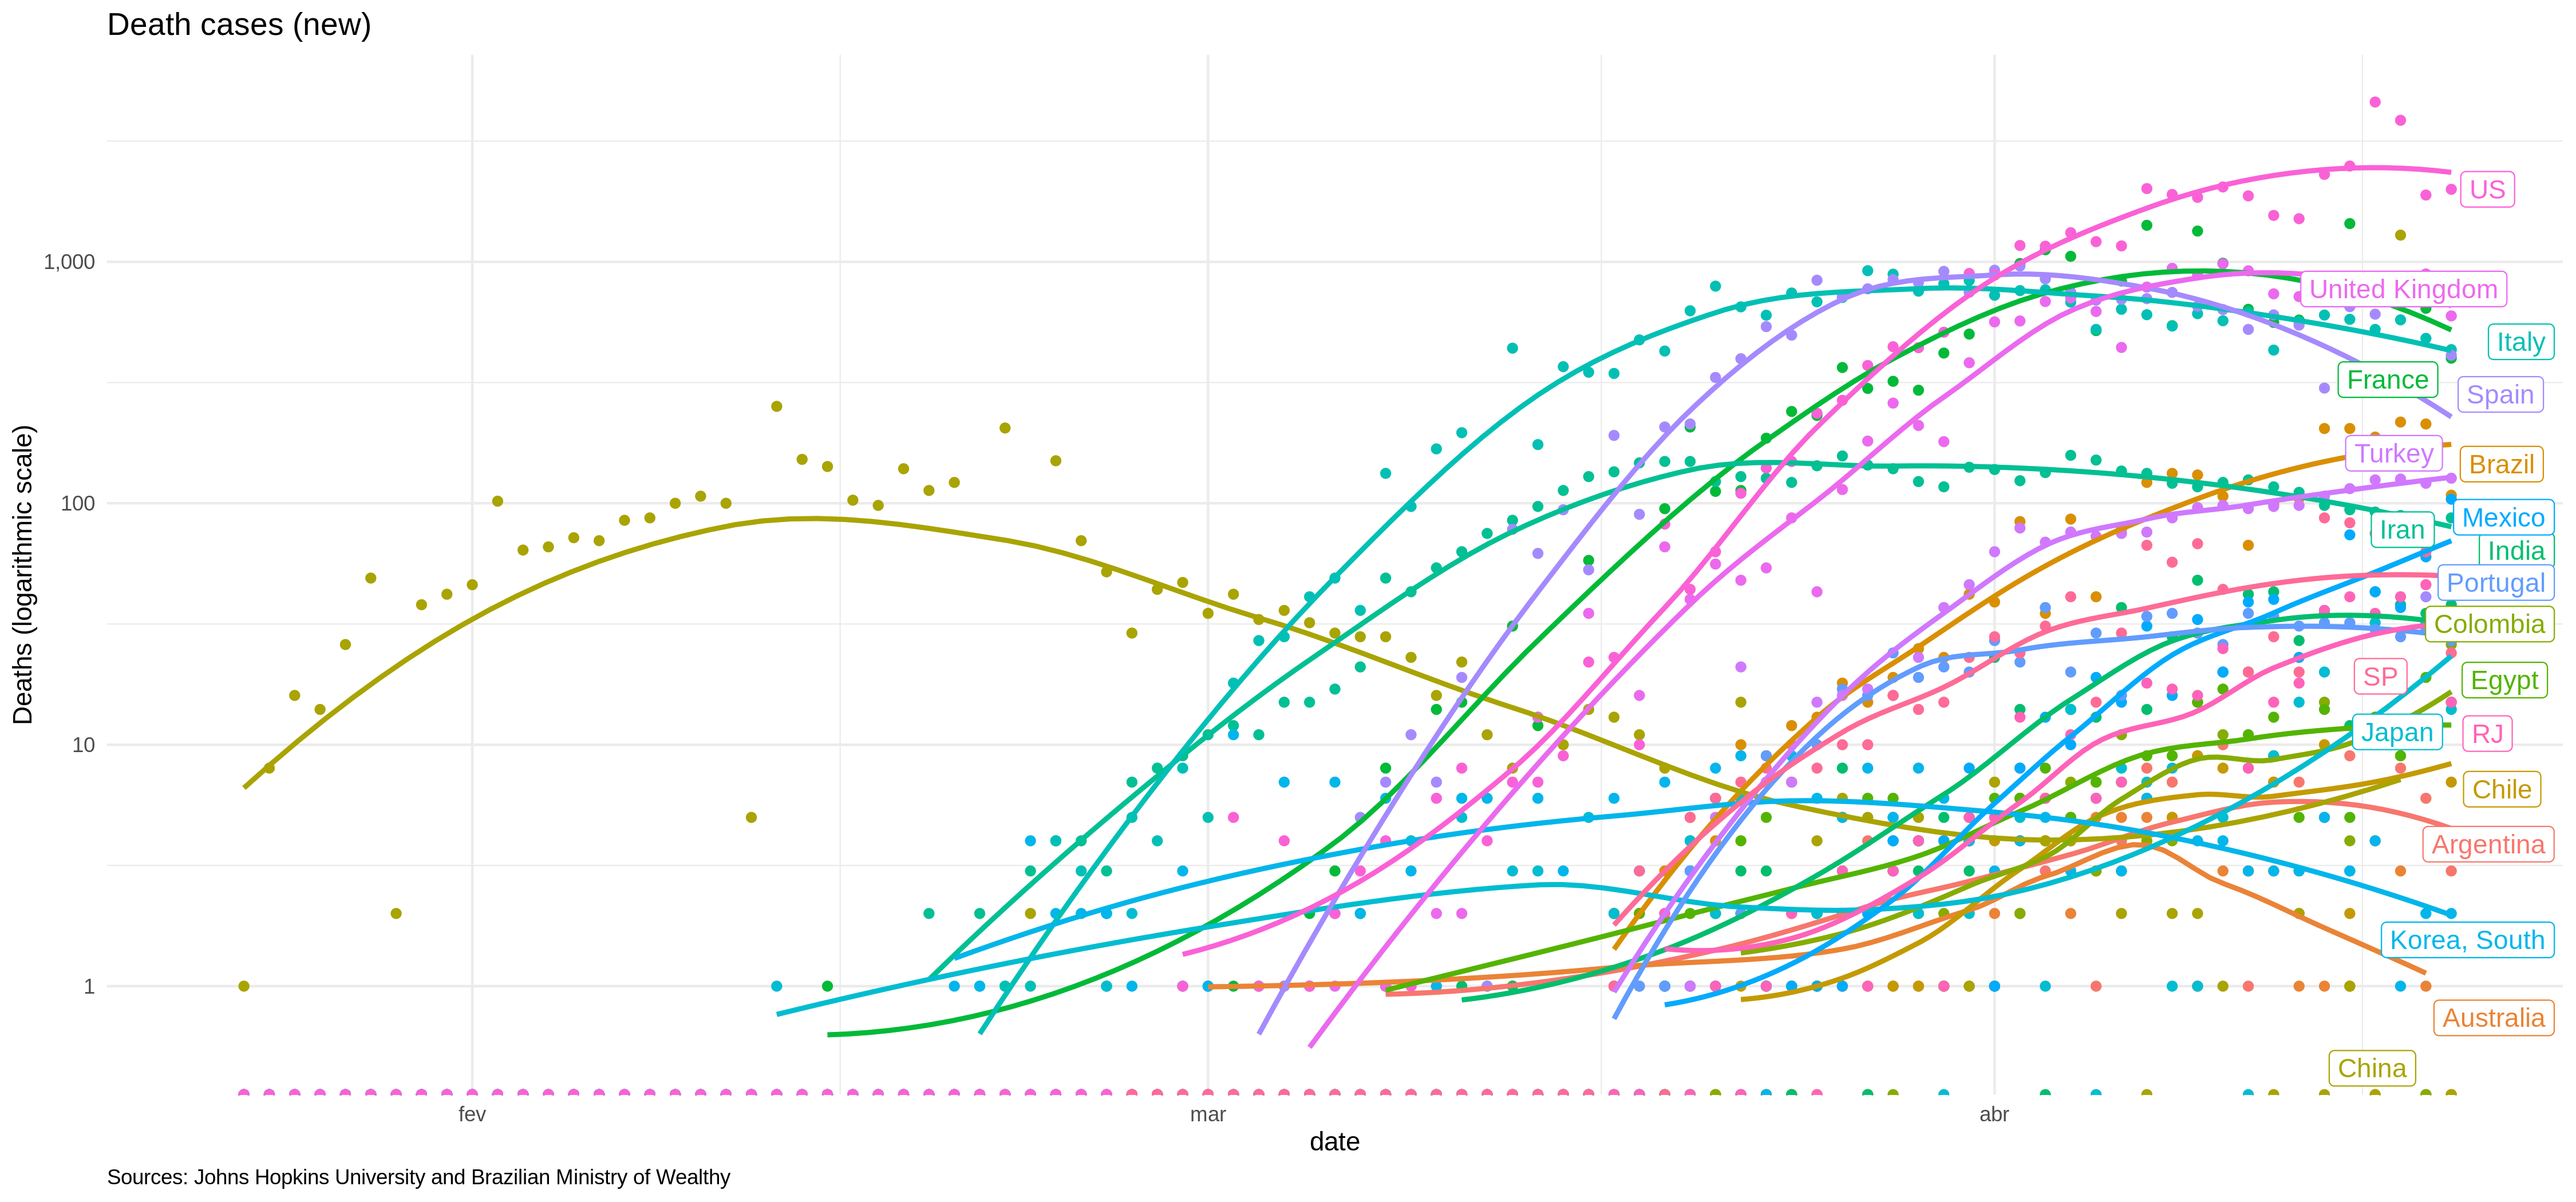 Death cases (new)
Deaths (logarithmic scale)
1,000
100
10
1
US
United Kingdom
Italy
France
Spain
Turkey
Brazil
Mexico
Iran
India
Portugal
Colombia
SP
Egypt
Japan
RJ
Chile
Argentina
Korea, South
Australia
China
fev
mar
abr
date
Sources: Johns Hopkins University and Brazilian Ministry of Wealthy